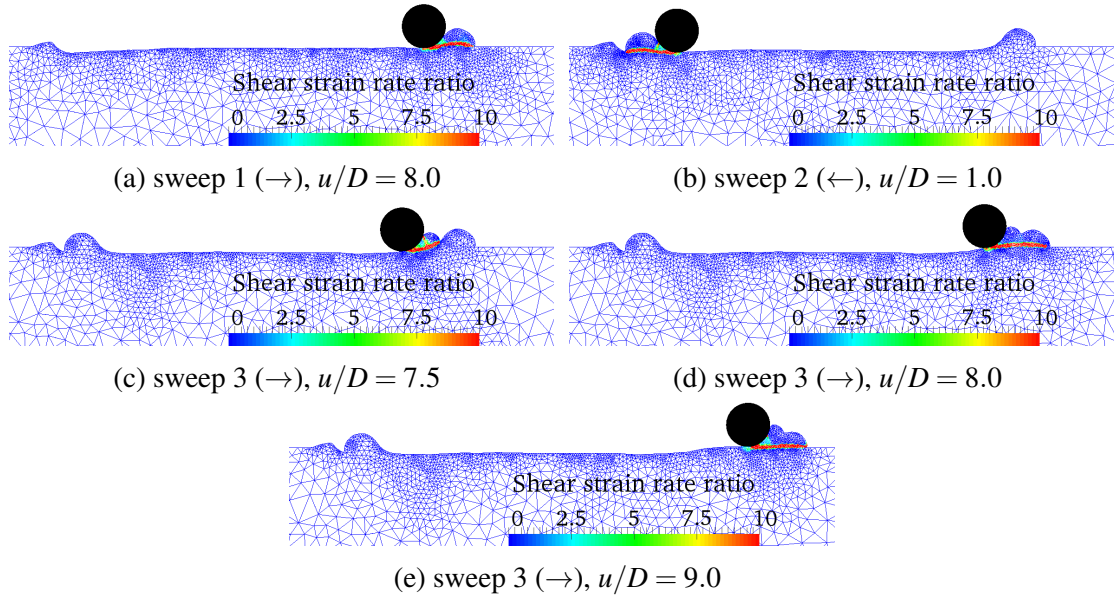 Shear strain rate ratio
0 2.5 5 7.5 10
(a) sweep 1 (→), u/D = 8.0
Shear strain rate ratio
0 2.5 5 7.5 10
(b) sweep 2 (←), u/D = 1.0
Shear strain rate ratio
0 2.5 5 7.5 10
(c) sweep 3 (→), u/D = 7.5
Shear strain rate ratio
0 2.5 5 7.5 10
(d) sweep 3 (→), u/D = 8.0
Shear strain rate ratio
0 2.5 5 7.5 10
(e) sweep 3 (→), u/D = 9.0